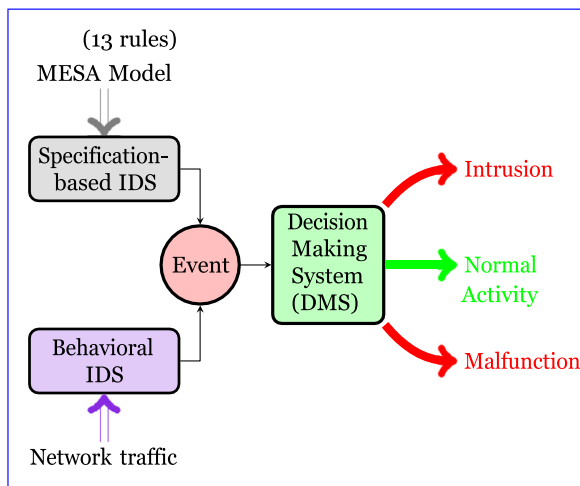 (13 rules)
MESA Model
Specification-
based IDS
Event
Behavioral
IDS
Network traffic
Decision
Making
System
(DMS)
Intrusion
Normal
Activity
Malfunction